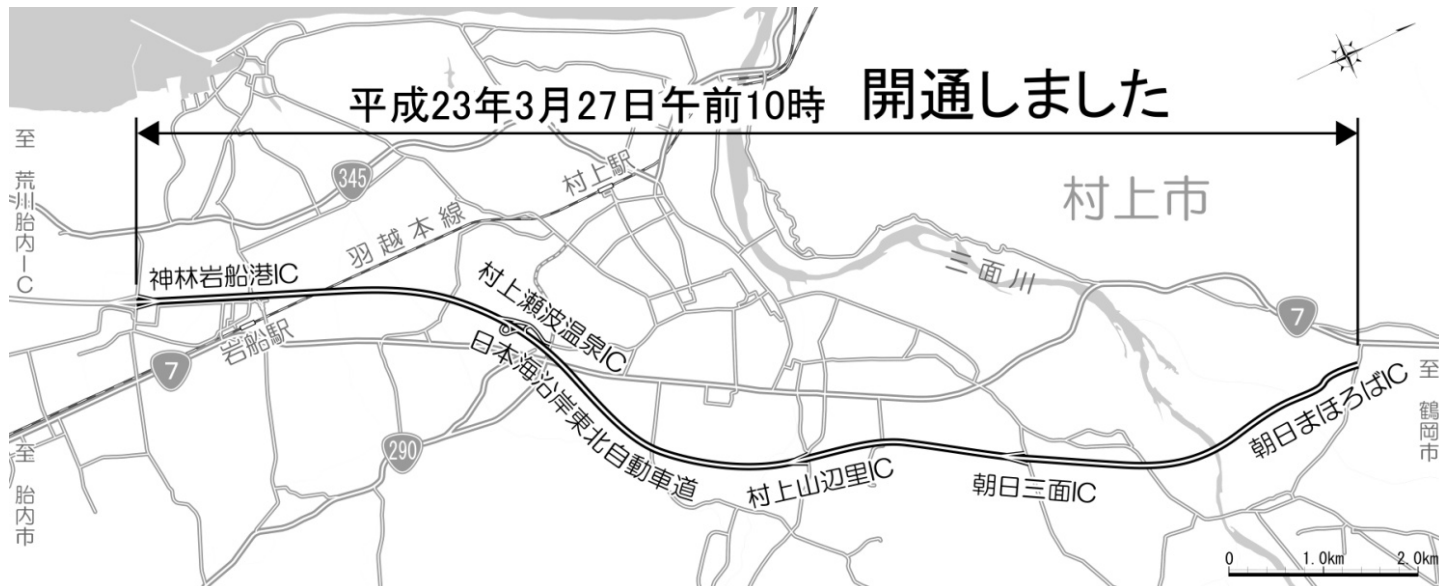 平成23年3月27日午前10時 開通しました
至 荒川胎内IC
345
村上駅
村上市
羽越本線
神林岩船港IC
村上瀬波温泉IC
三面川
7
岩船駅
7
日本海沿岸東北自動車道
朝日まほろばIC
至 鶴岡市
290
村上山辺里IC
朝日三面IC
至 胎内市
0 1.0km 2.0km